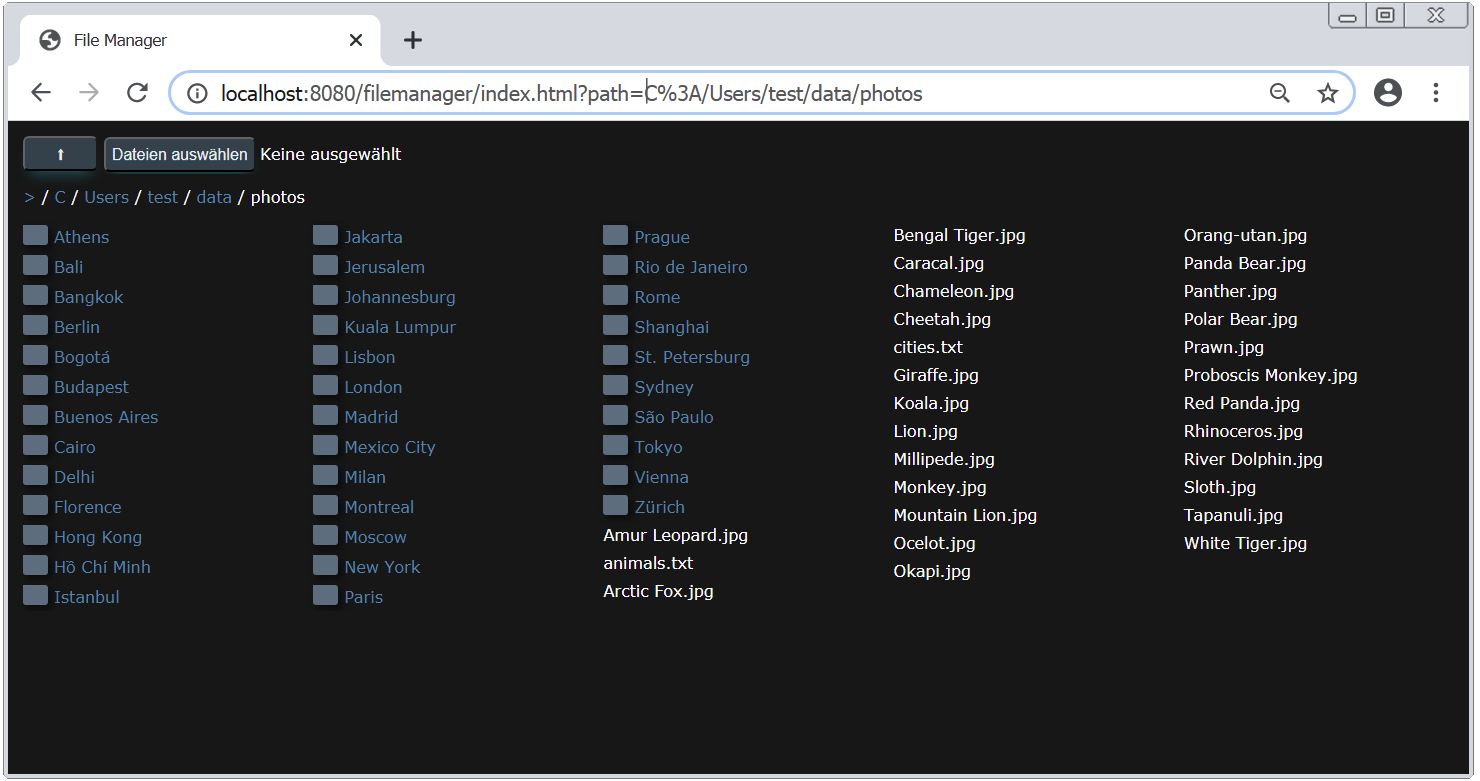 File Manager
localhost:8080/filemanager/index.html?path=C%3A/Users/test/data/photos
↑ Dateien auswählen Keine ausgewählt
> / C / Users / test / data / photos
Athens
Bali
Bangkok
Berlin
Bogotá
Budapest
Buenos Aires
Cairo
Delhi
Florence
Hong Kong
Hồ Chí Minh
Istanbul
Jakarta
Jerusalem
Johannesburg
Kuala Lumpur
Lisbon
London
Madrid
Mexico City
Milan
Montreal
Moscow
New York
Paris
Prague
Rio de Janeiro
Rome
Shanghai
St. Petersburg
Sydney
São Paulo
Tokyo
Vienna
Zürich
Amur Leopard.jpg
animals.txt
Arctic Fox.jpg
Bengal Tiger.jpg
Caracal.jpg
Chameleon.jpg
Cheetah.jpg
cities.txt
Giraffe.jpg
Koala.jpg
Lion.jpg
Millipede.jpg
Monkey.jpg
Mountain Lion.jpg
Ocelot.jpg
Okapi.jpg
Orang-utan.jpg
Panda Bear.jpg
Panther.jpg
Polar Bear.jpg
Prawn.jpg
Proboscis Monkey.jpg
Red Panda.jpg
Rhinoceros.jpg
River Dolphin.jpg
Sloth.jpg
Tapanuli.jpg
White Tiger.jpg